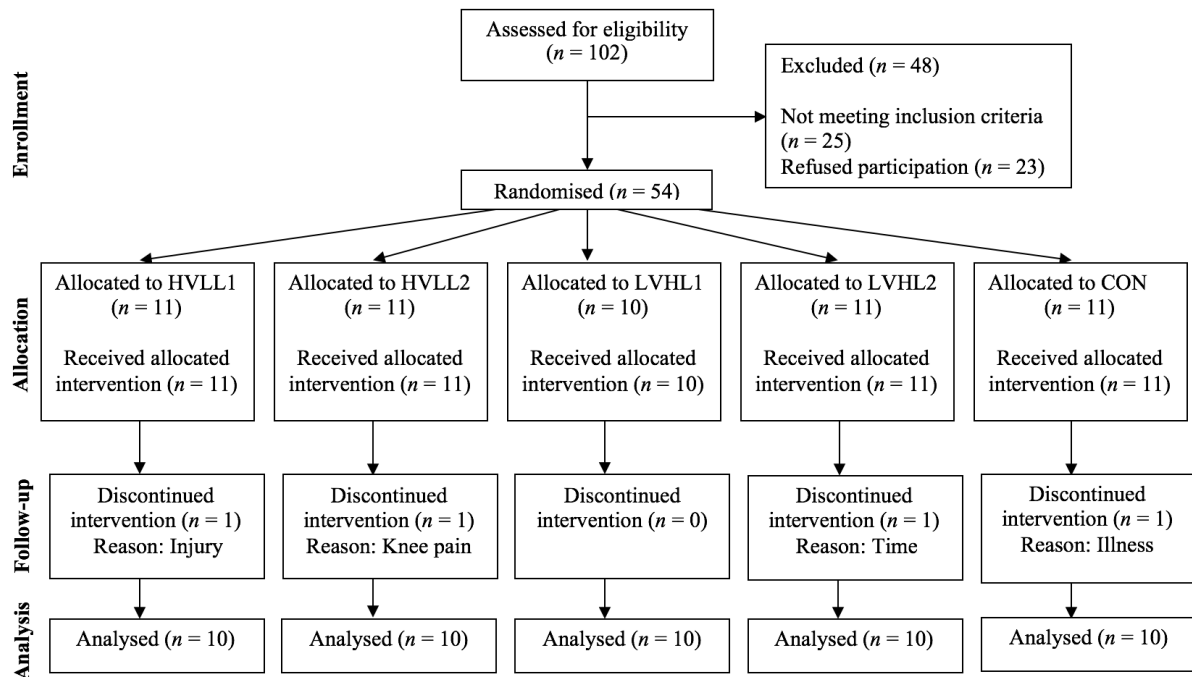 Enrollment
Assessed for eligibility
(n = 102)
Excluded (n = 48)
Not meeting inclusion criteria
(n = 25)
Refused participation (n = 23)
Randomised (n = 54)
Allocation
Allocated to HVLL1
(n = 11)
Received allocated
intervention (n = 11)
Allocated to HVLL2
(n = 11)
Received allocated
intervention (n = 11)
Allocated to LVHL1
(n = 10)
Received allocated
intervention (n = 10)
Allocated to LVHL2
(n = 11)
Received allocated
intervention (n = 11)
Allocated to CON
(n = 11)
Received allocated
intervention (n = 11)
Follow-up
Discontinued
intervention (n = 1)
Reason: Injury
Discontinued
intervention (n = 1)
Reason: Knee pain
Discontinued
intervention (n = 0)
Discontinued
intervention (n = 1)
Reason: Time
Discontinued
intervention (n = 1)
Reason: Illness
Analysis
Analysed (n = 10)
Analysed (n = 10)
Analysed (n = 10)
Analysed (n = 10)
Analysed (n = 10)